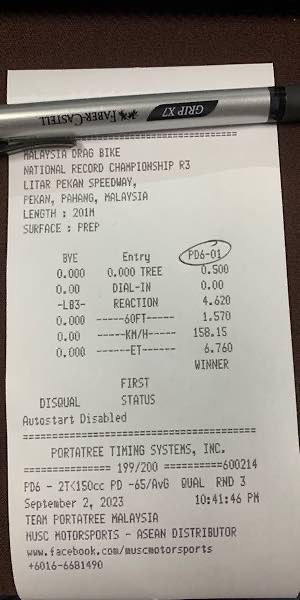 FABER-CASTELL GRIP X7
==============================
MALAYSIA DRAG BIKE
NATIONAL RECORD CHAMPIONSHIP R3
LITAR PEKAN SPEEDWAY,
PEKAN, PAHANG, MALAYSIA
LENGTH : 201M
SURFACE : PREP
BYE Entry PD6-01
0.000 0.000 TREE 0.500
0.00 DIAL-IN 0.00
-LB3- REACTION 4.620
0.000 ------60FT----- 1.570
0.00 -----KM/H------ 158.15
0.000 ------ET------- 6.760
WINNER
FIRST
DISQUAL STATUS
Autostart Disabled
===================================
PORTATREE TIMING SYSTEMS, INC.
============== 199/200 ==========600214
PD6 - 2T<150cc PD -65/AvG QUAL RND 3
September 2, 2023 10:41:46 PM
TEAM PORTATREE MALAYSIA
MUSC MOTORSPORTS - ASEAN DISTRIBUTOR
www.facebook.com/muscmotorsports
+6016-6681490